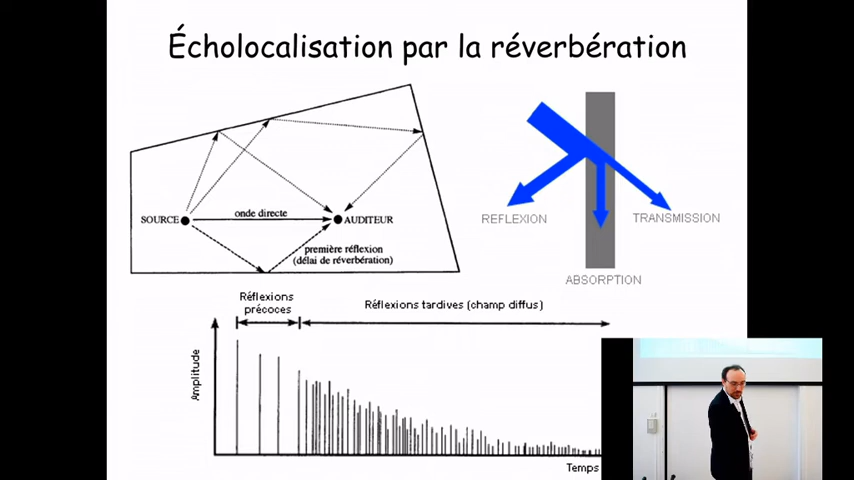 Écholocalisation par la réverbération
SOURCE
onde directe
AUDITEUR
première réflexion
(délai de réverbération)
REFLEXION
TRANSMISSION
ABSORPTION
Réflexions
précoces
Réflexions tardives (champ diffus)
Amplitude
Temps